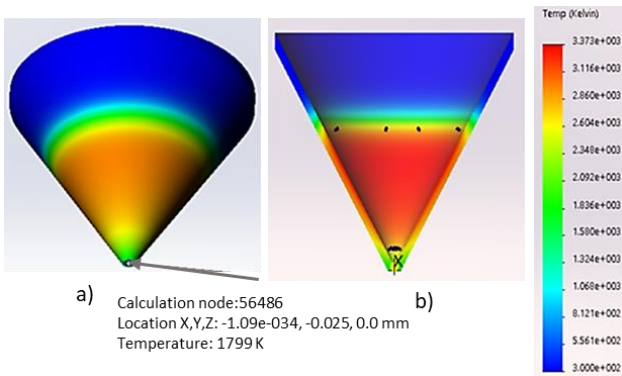 Temp (Kelvin)
3.373e+003
3.116e+003
2.860e+003
2.604e+003
2.348e+003
2.092e+003
1.836e+003
1.580e+003
1.324e+003
1.068e+003
8.121e+002
5.561e+002
3.000e+002
X
a)
b)
Calculation node:56486
Location X,Y,Z: -1.09e-034, -0.025, 0.0 mm
Temperature: 1799 K